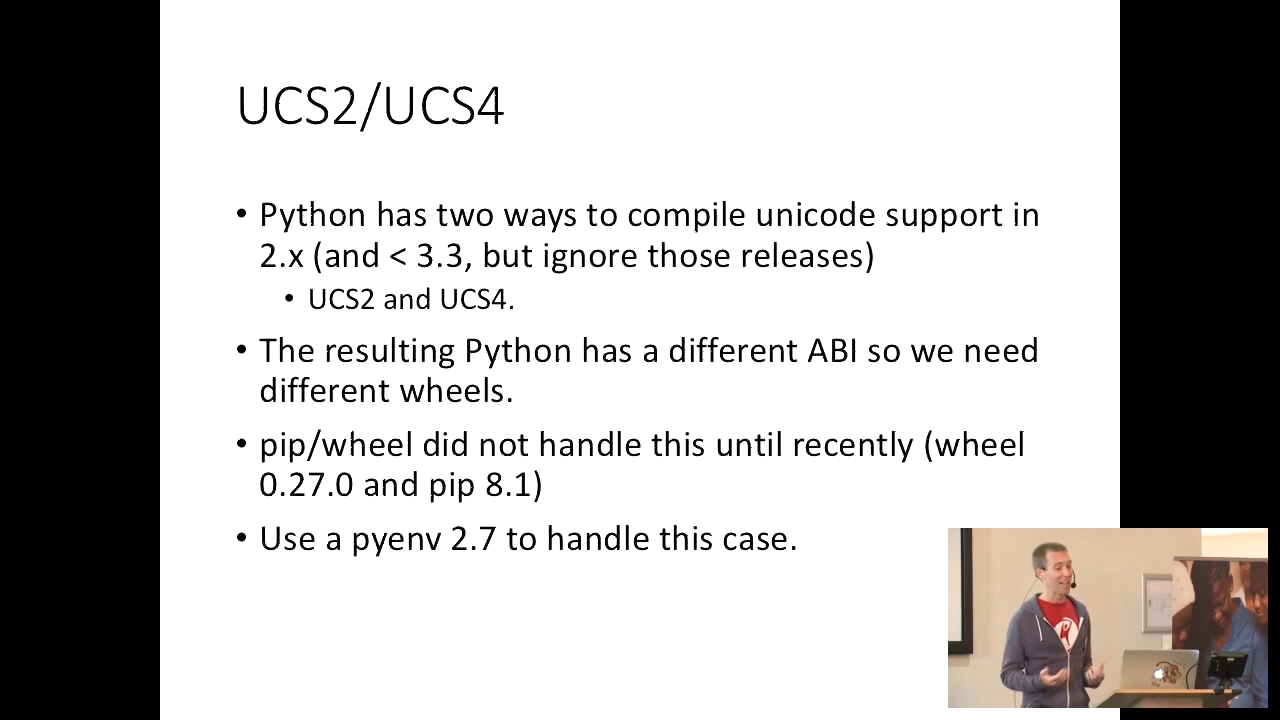 UCS2/UCS4
• Python has two ways to compile unicode support in
2.x (and < 3.3, but ignore those releases)
• UCS2 and UCS4.
• The resulting Python has a different ABI so we need
different wheels.
• pip/wheel did not handle this until recently (wheel
0.27.0 and pip 8.1)
• Use a pyenv 2.7 to handle this case.